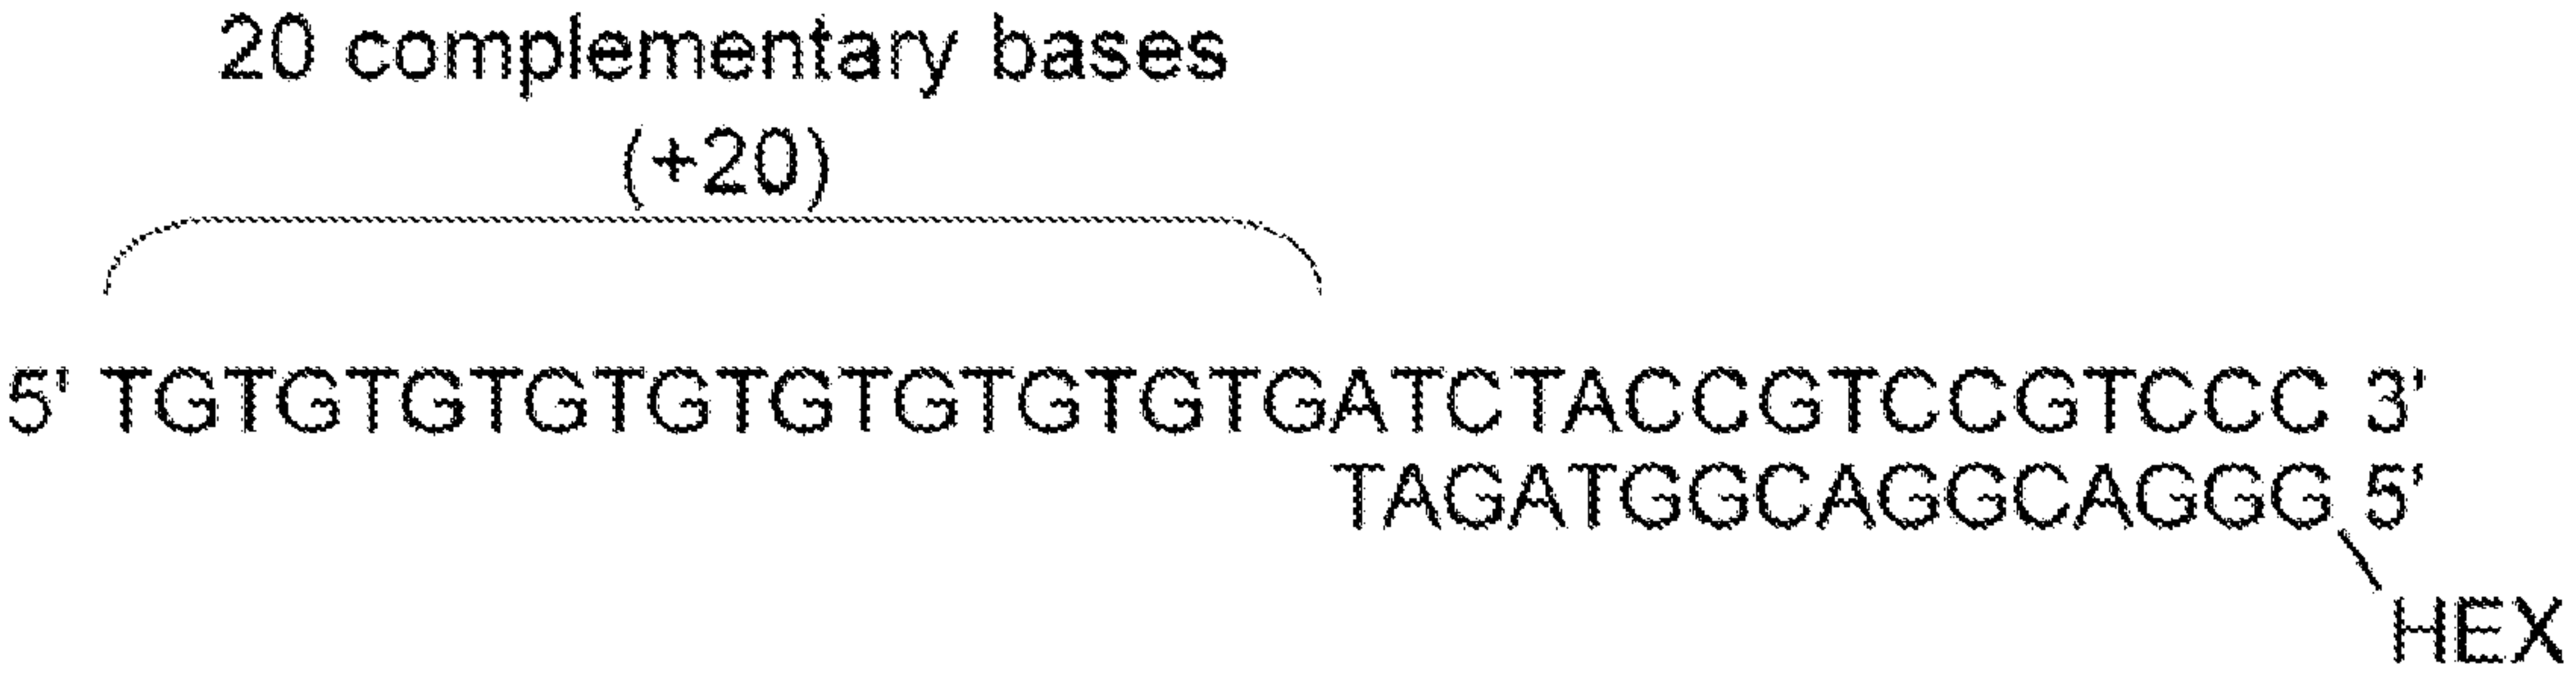 20 complementary bases
(+20)
5' TGTGTGTGTGTGTGTGTGTGATCTACCGTCCGTCCC 3'
TAGATGGCAGGCAGGG 5'
HEX